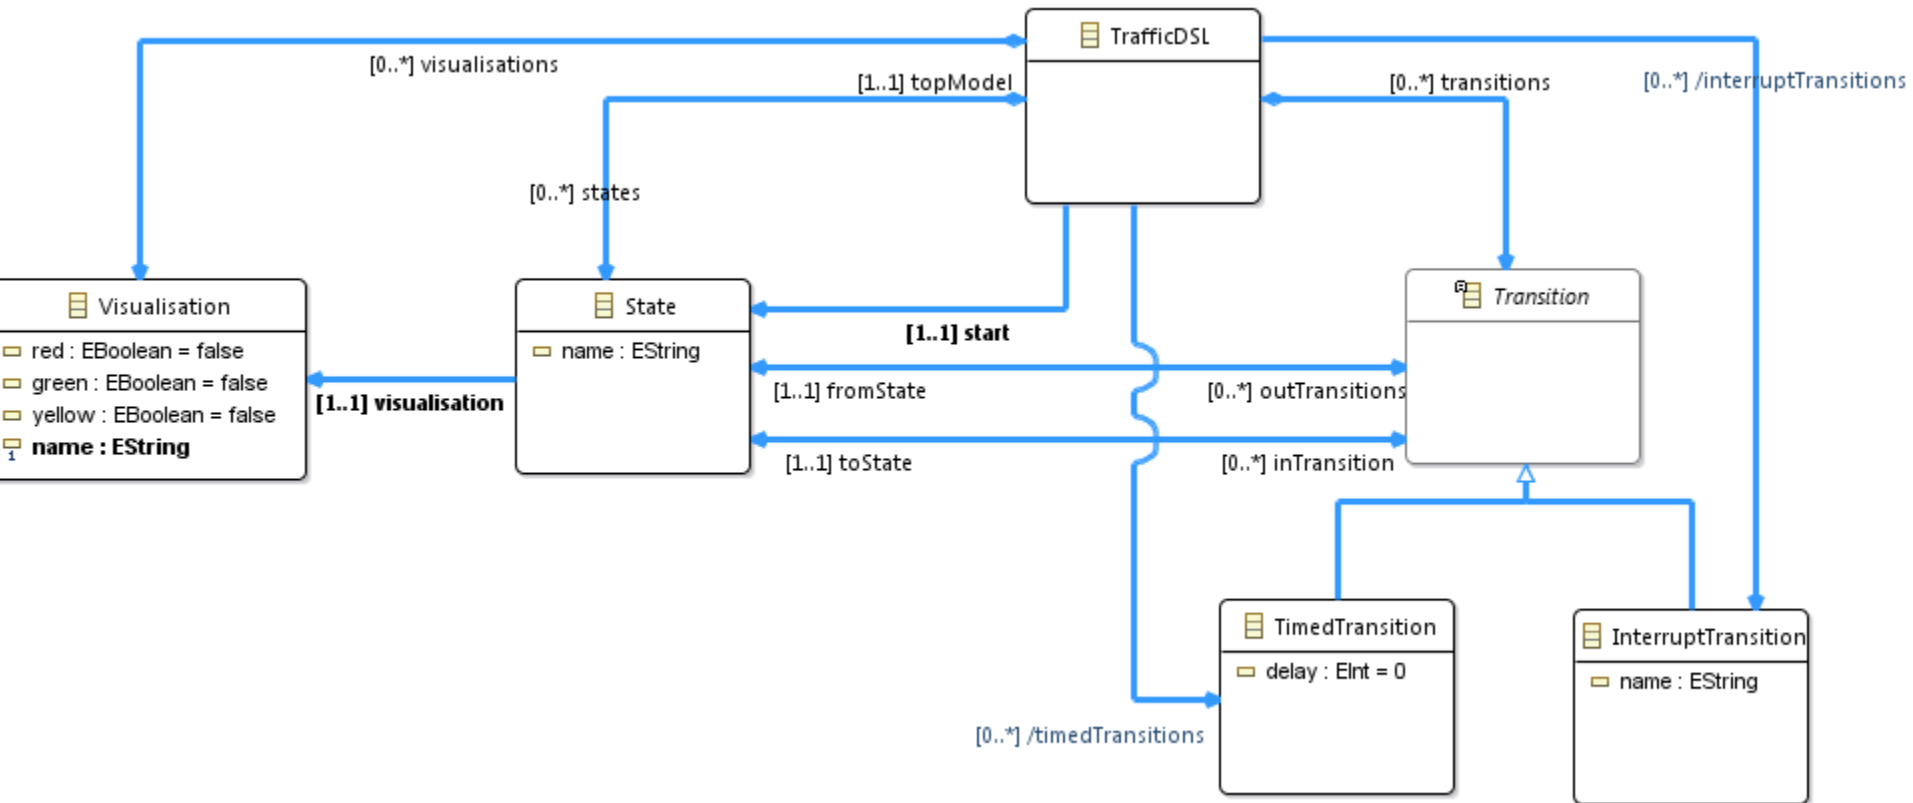 TrafficDSL
[0..*] visualisations
[1..1] topModel
[0..*] transitions
[0..*] /interruptTransitions
[0..*] states
Visualisation
red : EBoolean = false
green : EBoolean = false
yellow : EBoolean = false
name : EString
[1..1] visualisation
State
name : EString
[1..1] start
[1..1] fromState
[0..*] outTransitions
[1..1] toState
[0..*] inTransition
Transition
TimedTransition
delay : EInt = 0
[0..*] /timedTransitions
InterruptTransition
name : EString